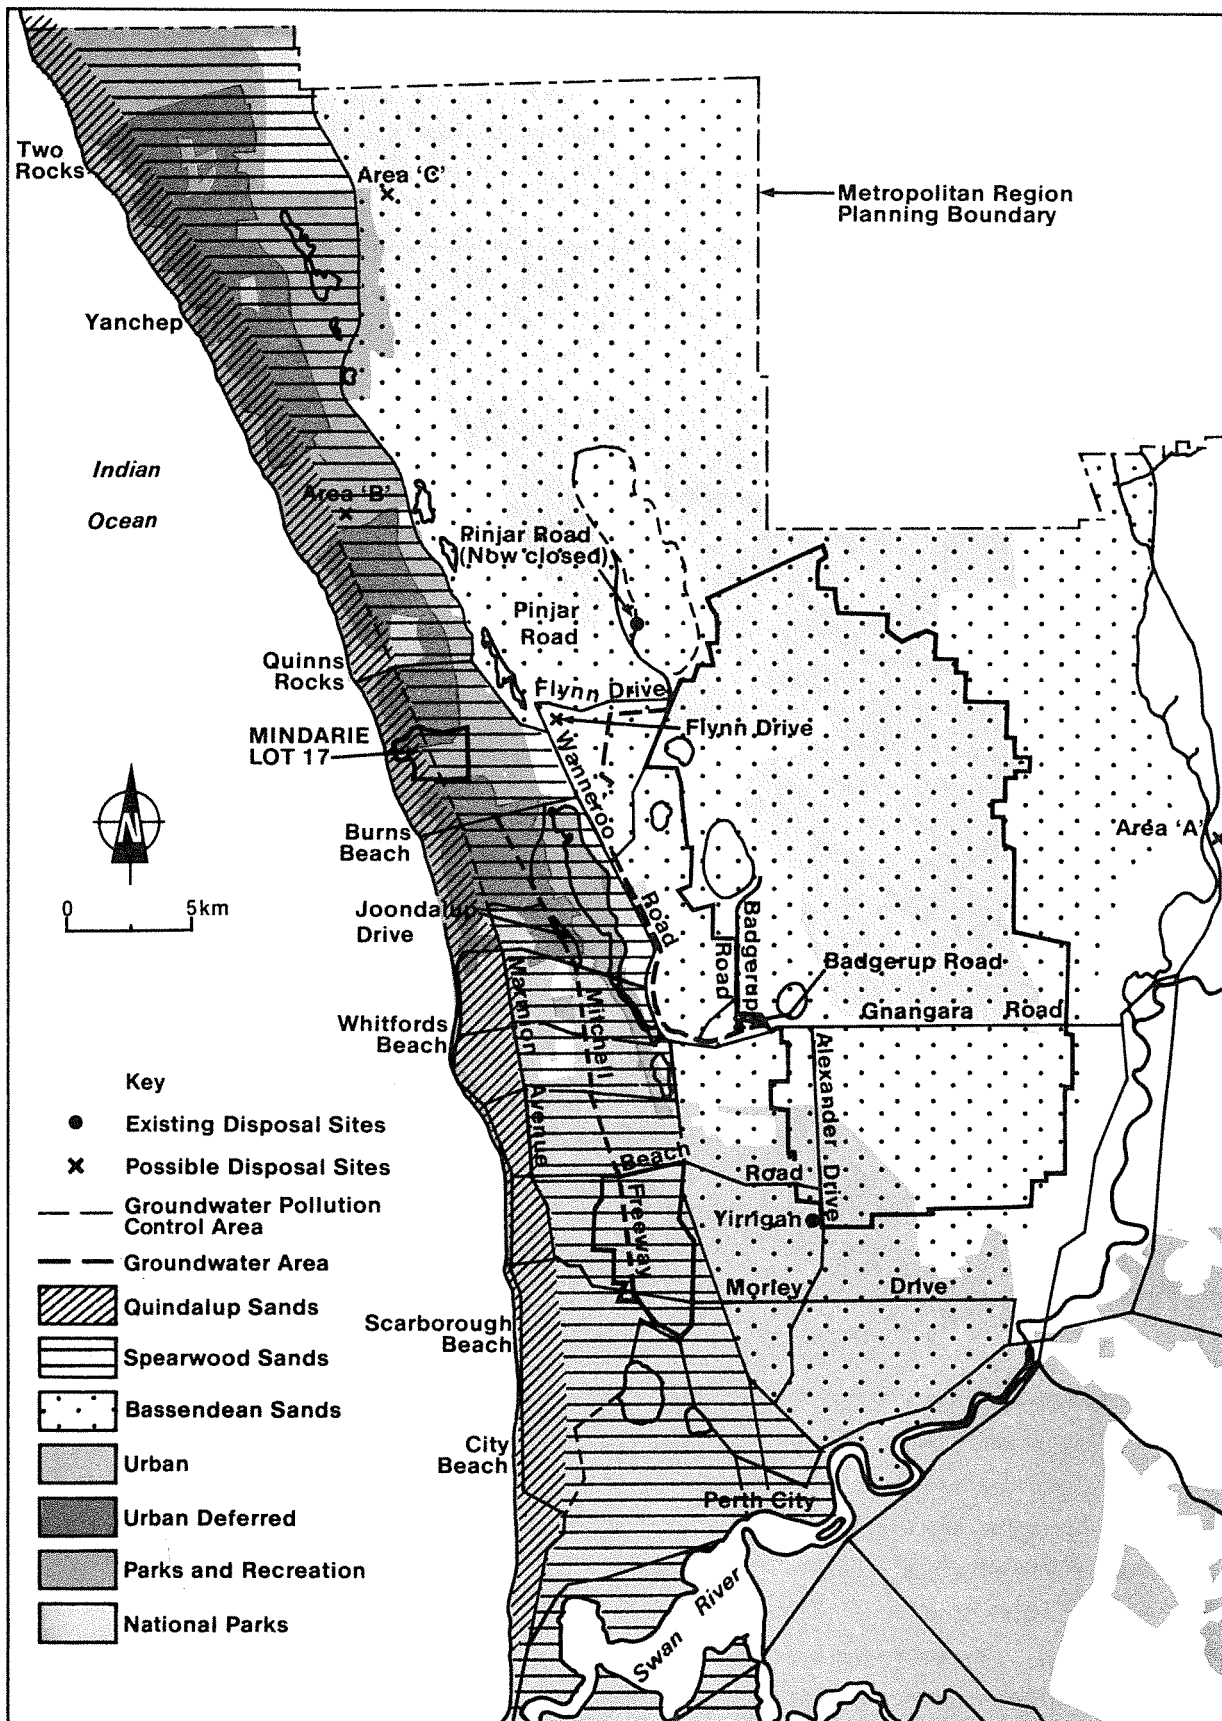 Two
Rocks
Area 'C'
Metropolitan Region
Planning Boundary
Yanchep
Indian
Ocean
Area 'B'
Pinjar Road
(Now closed)
Pinjar
Road
Quinns
Rocks
Flynn Drive
Flynn Drive
MINDARIE
LOT 17
Wanneroo
Road
N
Burns
Beach
Area 'A'
0 5km
Joondalup
Drive
Badgerup
Road
Badgerup Road
Marmion
Avenue
Mitchell
Freeway
Gnangara Road
Whitfords
Beach
Alexander Drive
Key
Existing Disposal Sites
Possible Disposal Sites
Groundwater Pollution
Control Area
Groundwater Area
Quindalup Sands
Spearwood Sands
Bassendean Sands
Urban
Urban Deferred
Parks and Recreation
National Parks
Beach Road
Yirrigan
Morley Drive
Scarborough
Beach
City
Beach
Perth City
Swan River